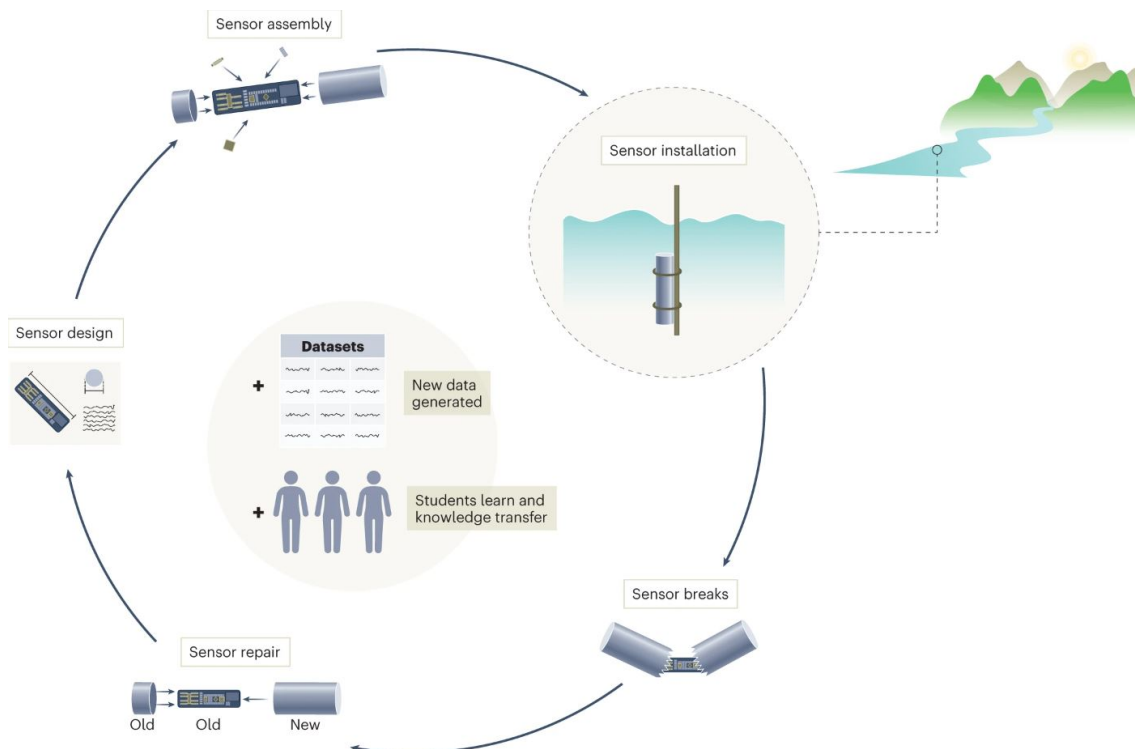 Sensor assembly
Sensor installation
Sensor design
Datasets
+
New data
generated
+
Students learn and
knowledge transfer
Sensor breaks
Sensor repair
Old
Old
New